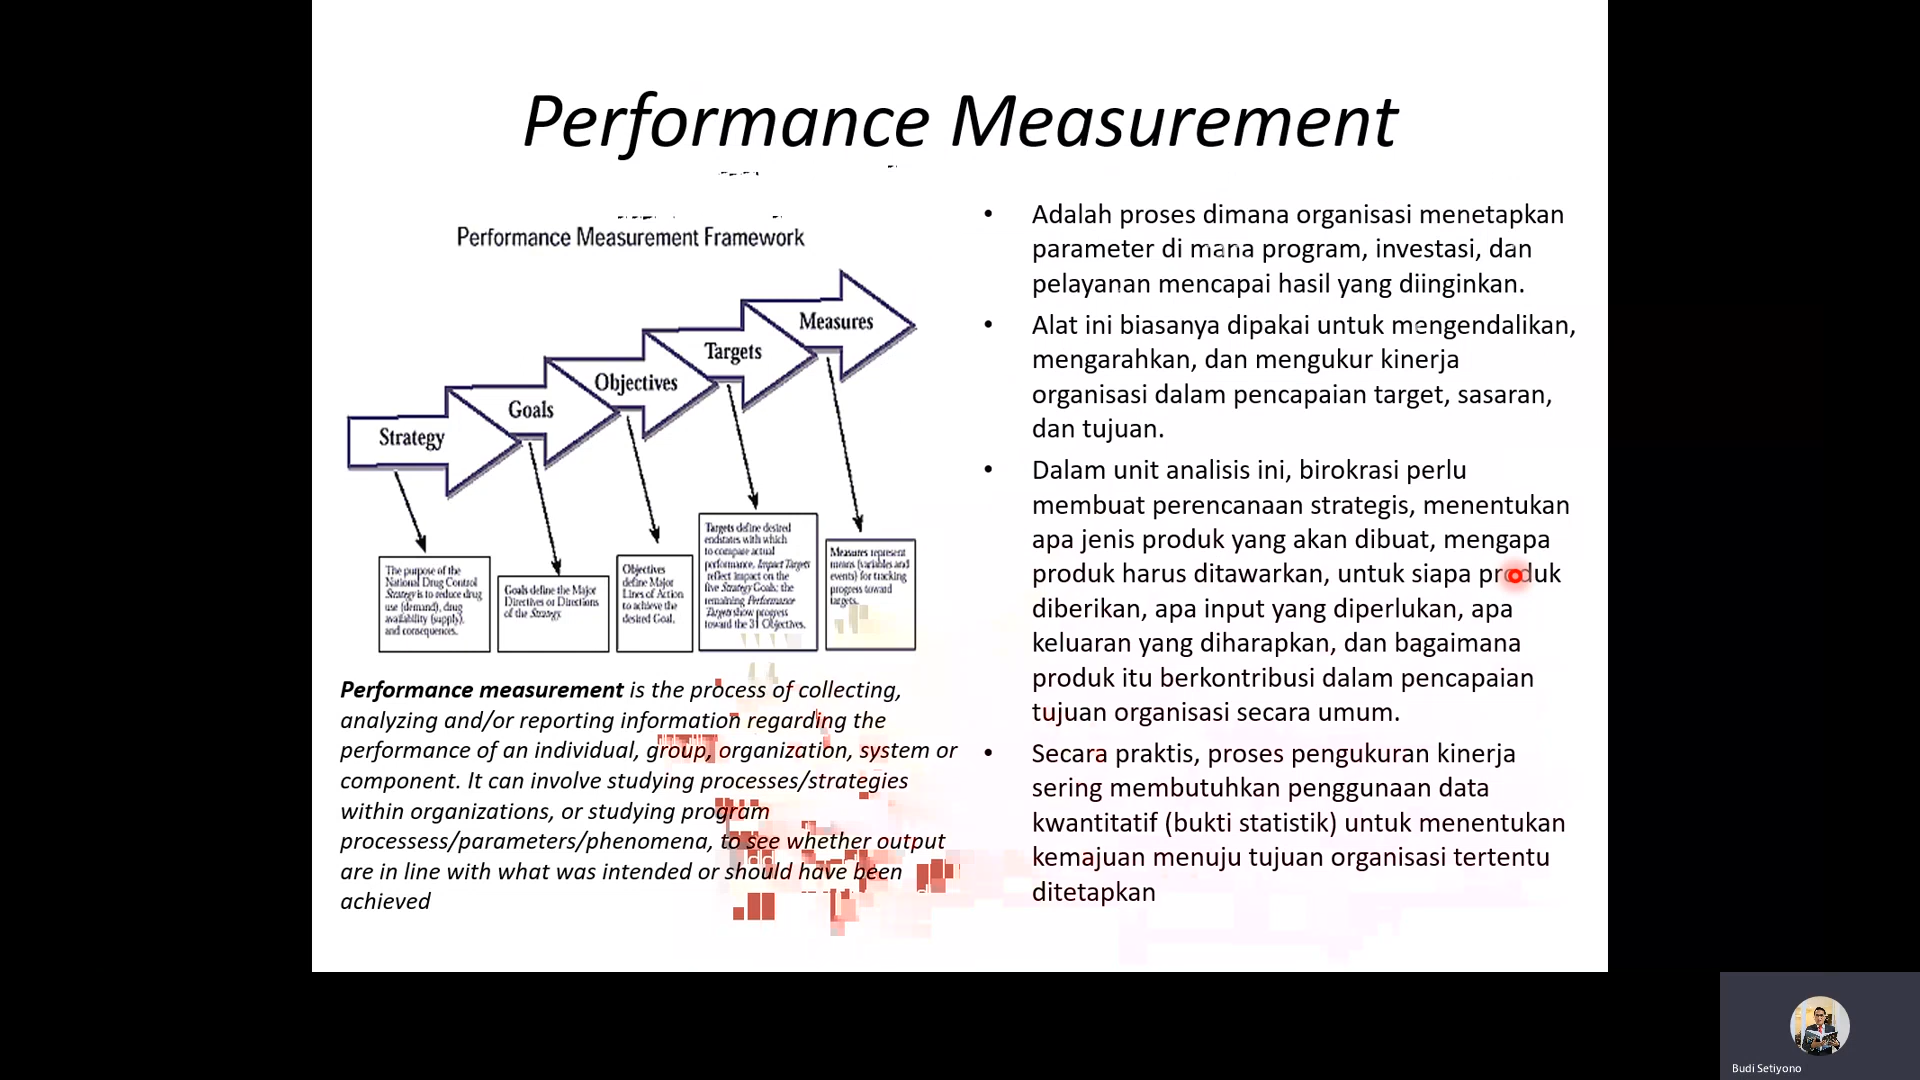 Performance Measurement
Performance Measurement Framework
Strategy
Goals
Objectives
Targets
Measures
The purpose of the
National Drug Control
Strategy is to reduce drug
use (demand), drug
availability (supply),
and consequences.
Goals define the Major
Directives or Directions
of the Strategy.
Objectives
define Major
Lines of Action
to achieve the
desired Goal.
Targets define desired
endstates with which
to compare actual
performance. Impact Targets
reflect impact on the
five Strategy Goals; the
remaining Performance
Targets show progress
toward the 31 Objectives.
Measures represent
means (variables and
events) for tracking
progress toward
targets.
Performance measurement is the process of collecting,
analyzing and/or reporting information regarding the
performance of an individual, group, organization, system or
component. It can involve studying processes/strategies
within organizations, or studying program
processess/parameters/phenomena, to see whether output
are in line with what was intended or should have been
achieved
• Adalah proses dimana organisasi menetapkan
parameter di mana program, investasi, dan
pelayanan mencapai hasil yang diinginkan.
• Alat ini biasanya dipakai untuk mengendalikan,
mengarahkan, dan mengukur kinerja
organisasi dalam pencapaian target, sasaran,
dan tujuan.
• Dalam unit analisis ini, birokrasi perlu
membuat perencanaan strategis, menentukan
apa jenis produk yang akan dibuat, mengapa
produk harus ditawarkan, untuk siapa produk
diberikan, apa input yang diperlukan, apa
keluaran yang diharapkan, dan bagaimana
produk itu berkontribusi dalam pencapaian
tujuan organisasi secara umum.
• Secara praktis, proses pengukuran kinerja
sering membutuhkan penggunaan data
kwantitatif (bukti statistik) untuk menentukan
kemajuan menuju tujuan organisasi tertentu
ditetapkan
Budi Setiyono